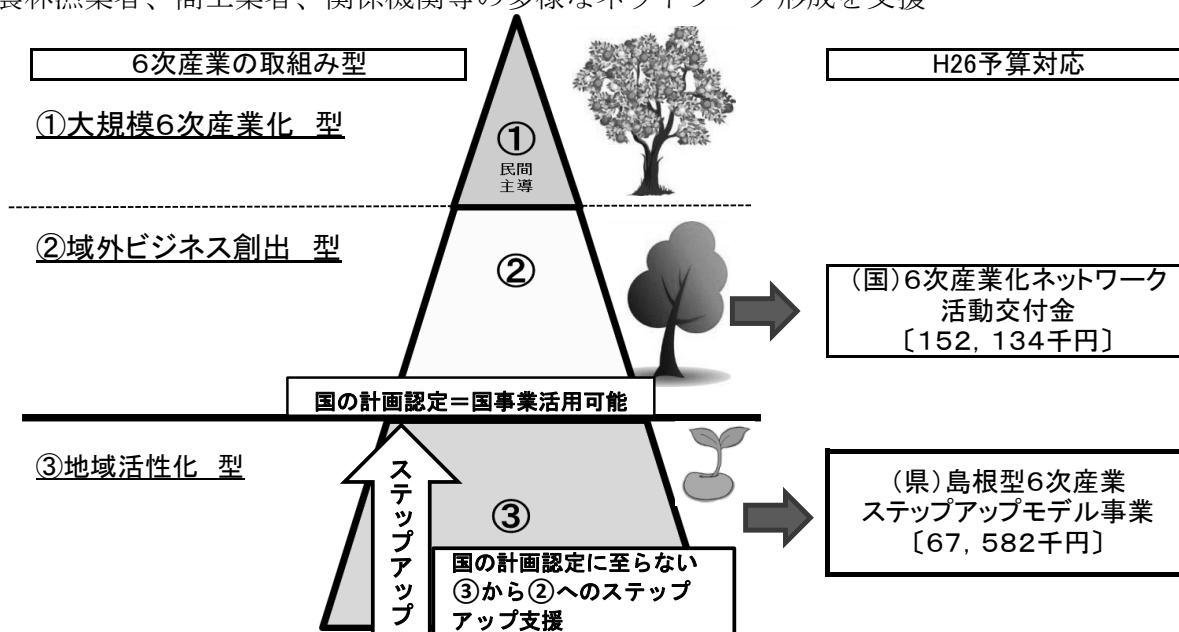 農林漁業者、商工業者、関係機関等の多様なネットワーク形成を支援
6次産業の取組み型
H26予算対応
①大規模6次産業化　型
①
民間
主導
②域外ビジネス創出　型
②
(国)6次産業化ネットワーク
活動交付金
〔152,134千円〕
国の計画認定＝国事業活用可能
③地域活性化　型
ステップアップ
③
(県)島根型6次産業
ステップアップモデル事業
〔67,582千円〕
国の計画認定に至らない
③から②へのステップ
アップ支援